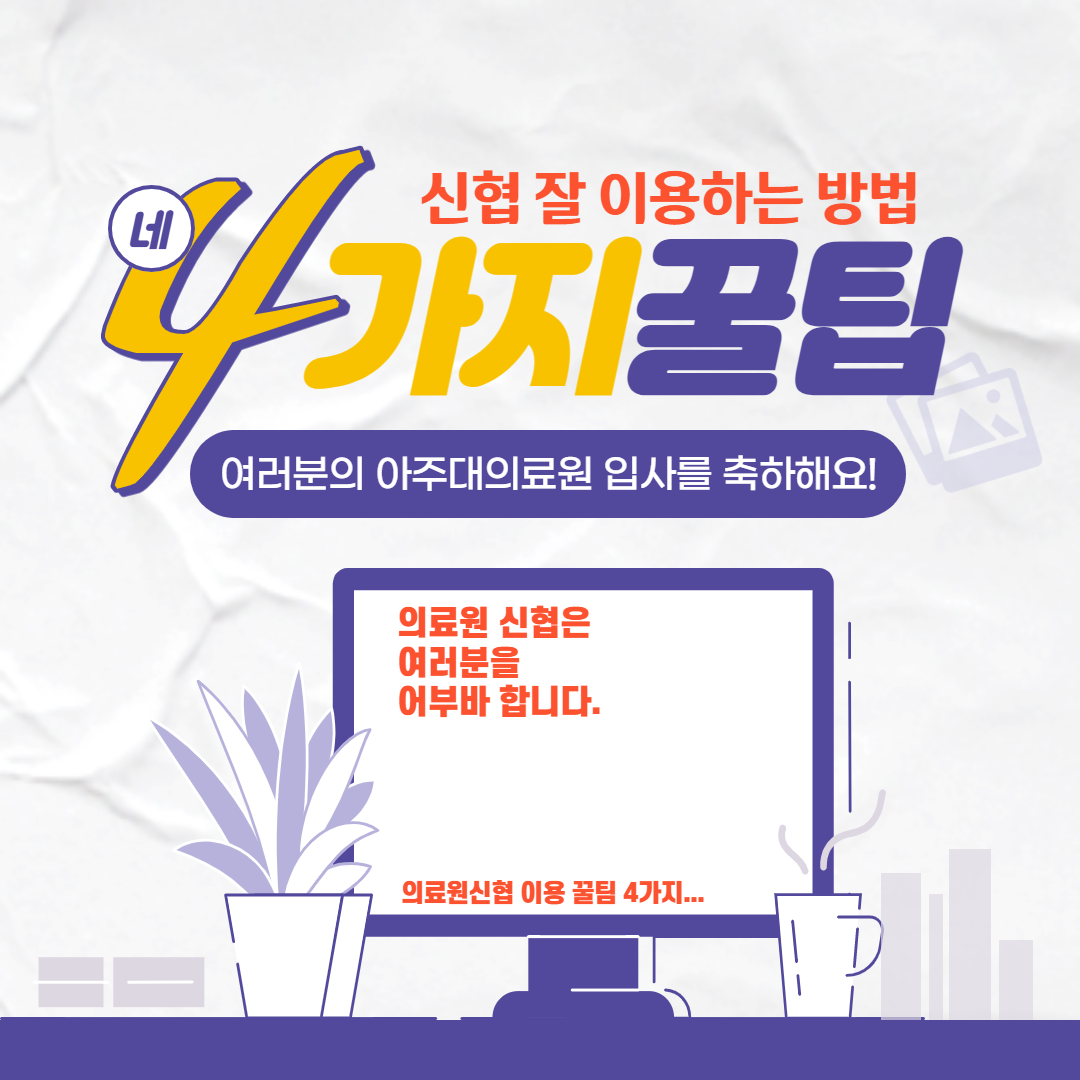 신협 잘 이용하는 방법
네
4가지꿀팁
여러분의 아주대의료원 입사를 축하해요!
의료원 신협은
여러분을
어부바 합니다.
의료원신협 이용 꿀팁 4가지...